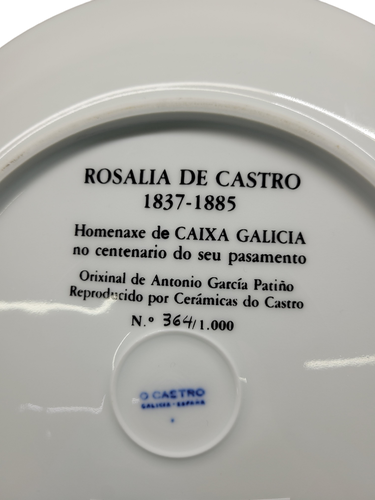 ROSALIA DE CASTRO
1837-1885
Homenaxe de CAIXA GALICIA
no centenario do seu pasamento
Orixinal de Antonio García Patiño
Reproducido por Cerámicas do Castro
N.º 364/1.000
O CASTRO
GALICIA-ESPAÑA